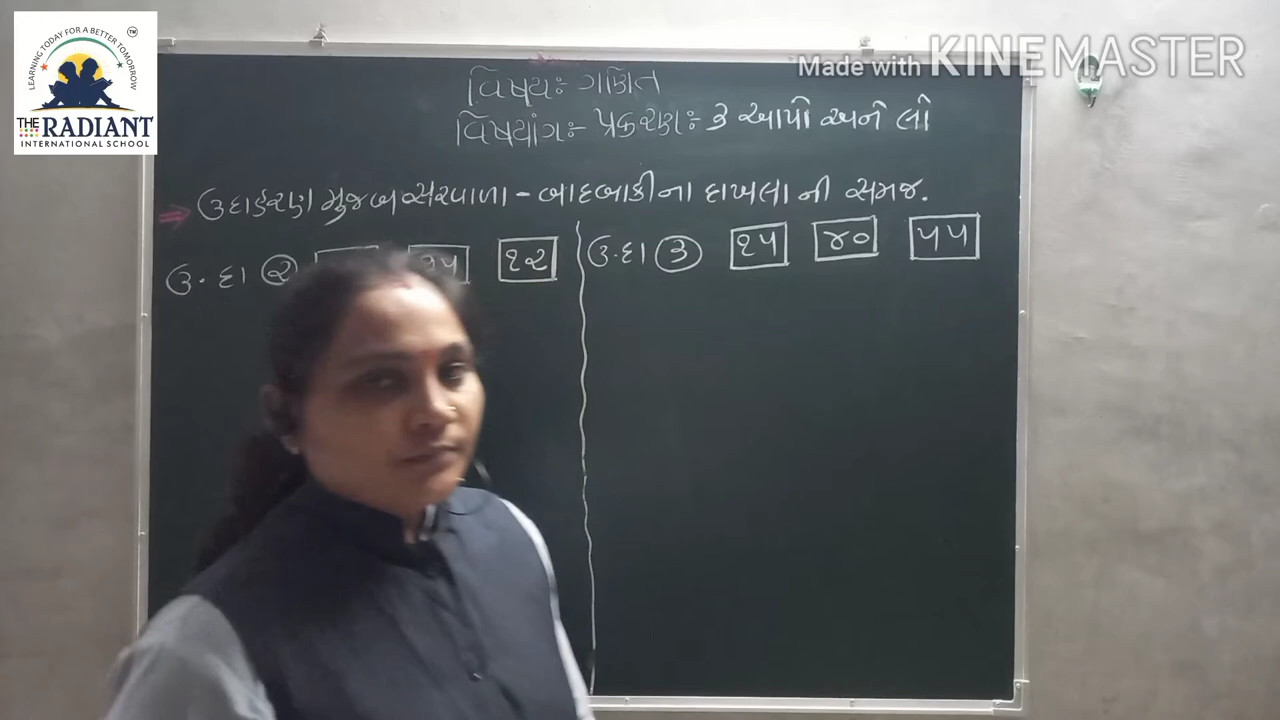 LEARNING TODAY FOR A BETTER TOMORROW
TM
THE RADIANT
INTERNATIONAL SCHOOL
Made with KINEMASTER
વિષય:- ગણિત
વિષયાંગ:- પ્રકરણ:- ૩ આપો અને લો
⇒ ઉદાહરણ મુજબ સરવાળા - બાદબાકીના દાખલા ની સમજ.
ઉ.દા ૨ ૧૨
ઉ.દા ૩ ૧૫ ૪૦ ૫૫